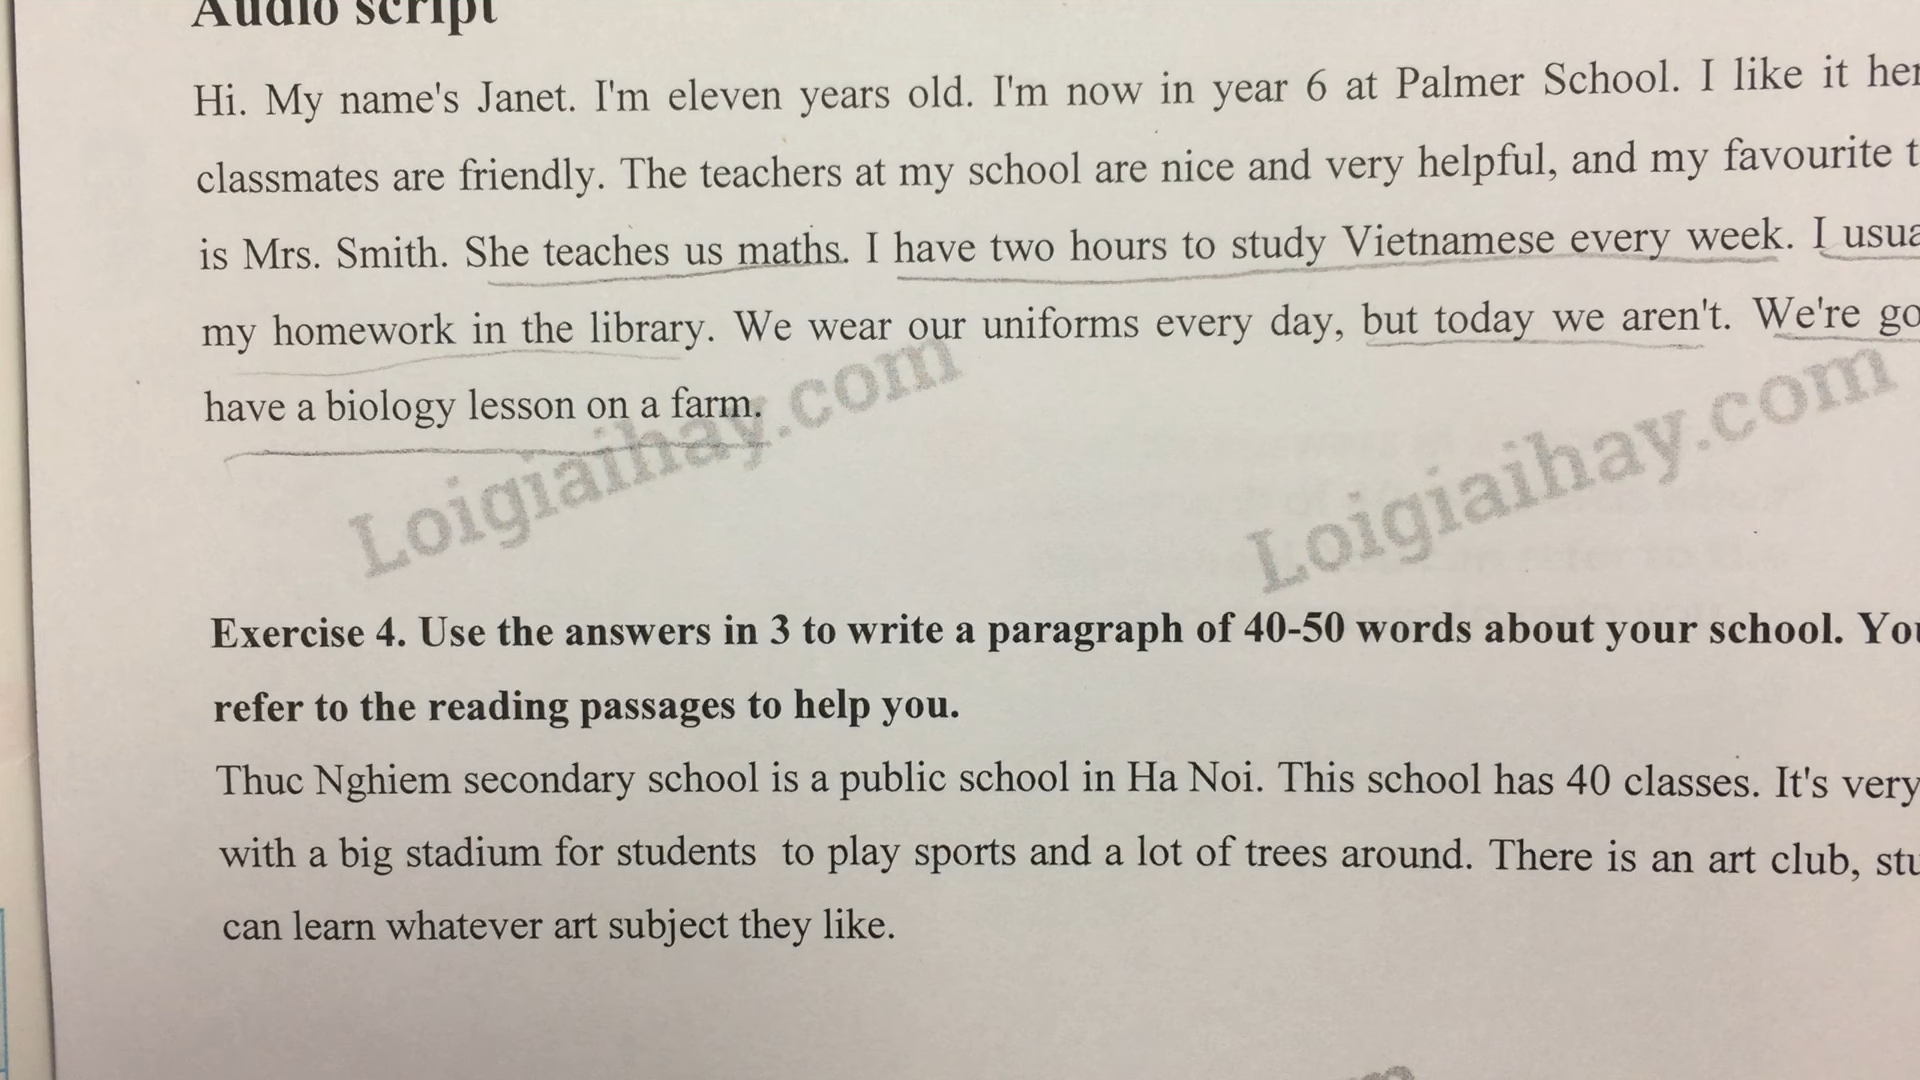 Audio script
Hi. My name's Janet. I'm eleven years old. I'm now in year 6 at Palmer School. I like it
classmates are friendly. The teachers at my school are nice and very helpful, and my favourite
is Mrs. Smith. She teaches us maths. I have two hours to study Vietnamese every week. I
my homework in the library. We wear our uniforms every day, but today we aren't. We're
have a biology lesson on a farm.
Loigiaihay.com
Loigiaihay.com
Exercise 4. Use the answers in 3 to write a paragraph of 40-50 words about your school.
refer to the reading passages to help you.
Thuc Nghiem secondary school is a public school in Ha Noi. This school has 40 classes. It's very
with a big stadium for students to play sports and a lot of trees around. There is an art club,
can learn whatever art subject they like.